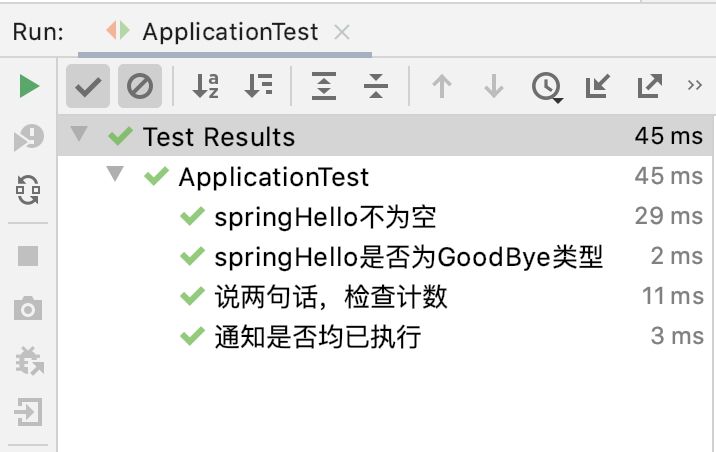 Run: ApplicationTest
Test Results 45 ms
ApplicationTest 45 ms
springHello不为空 29 ms
springHello是否为GoodBye类型 2 ms
说两句话，检查计数 11 ms
通知是否均已执行 3 ms